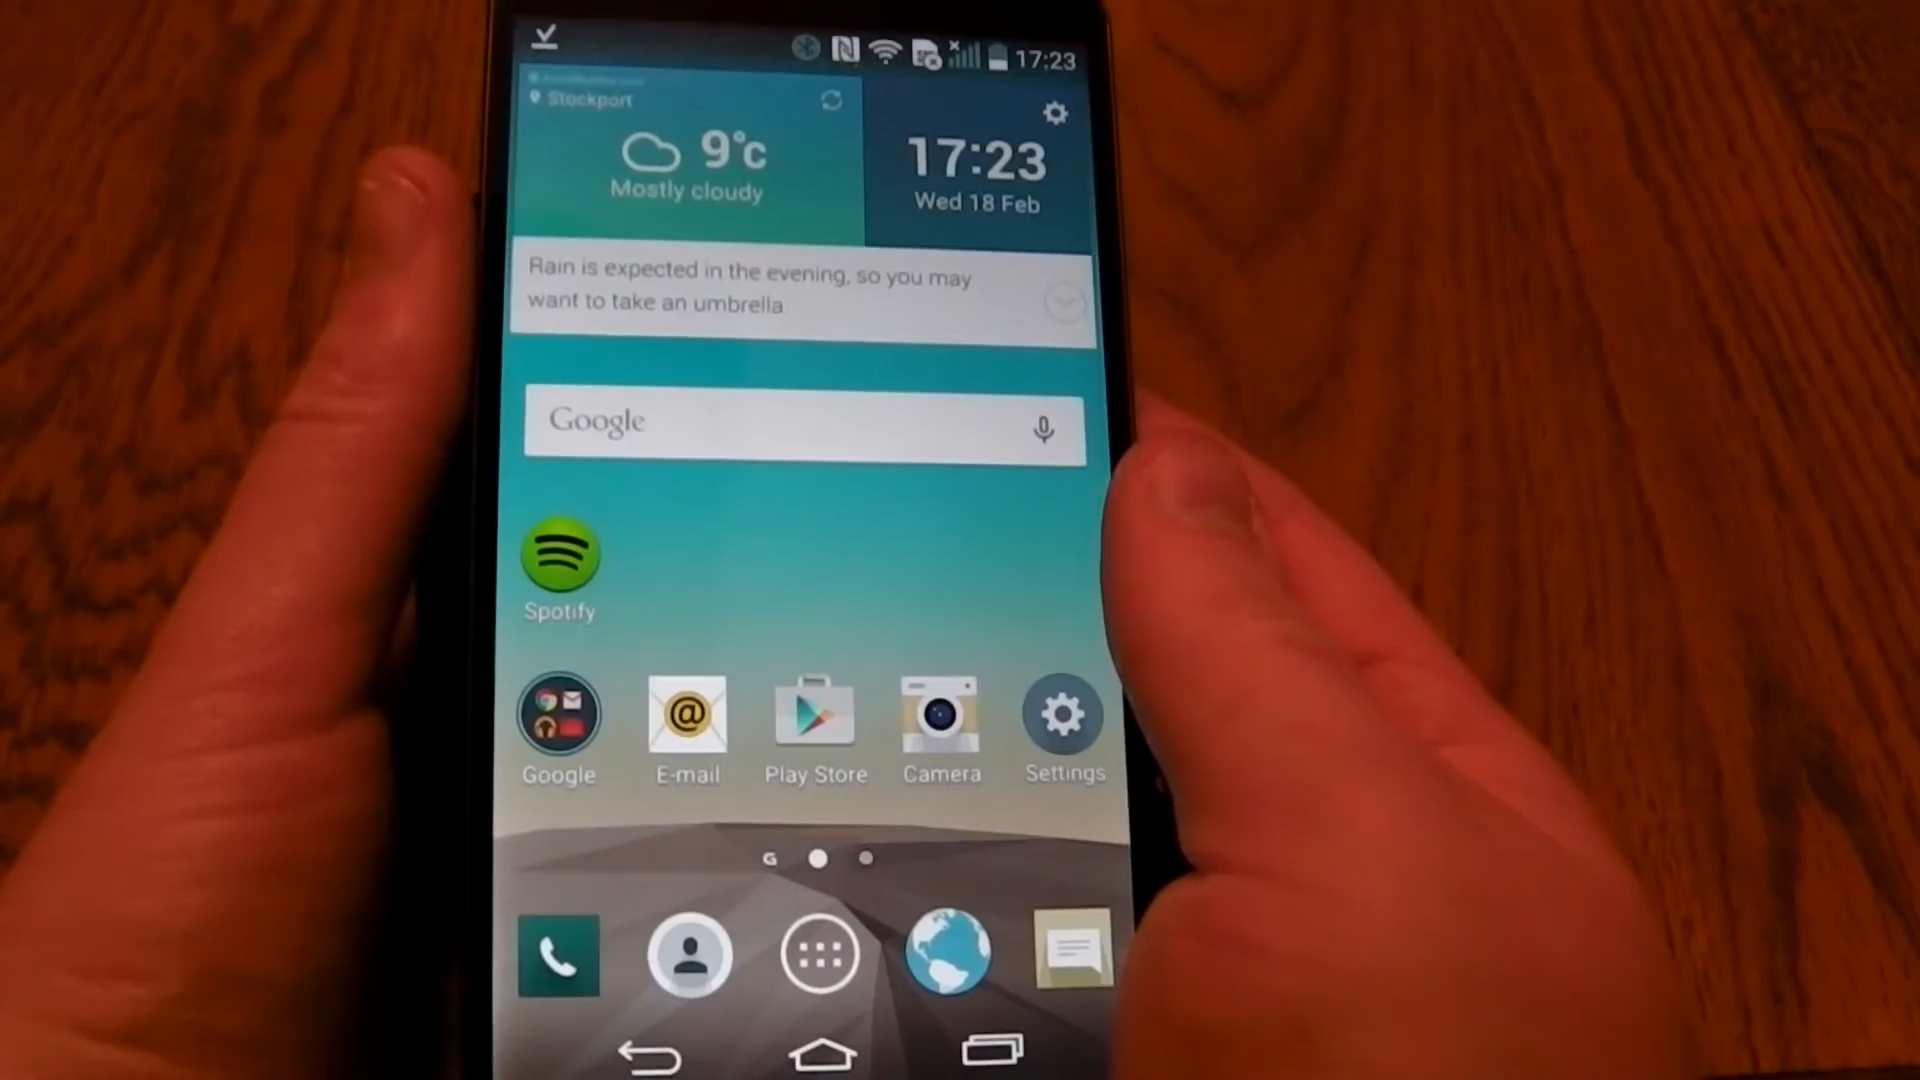 17:23
Stockport
9°c
Mostly cloudy
17:23
Wed 18 Feb
Rain is expected in the evening, so you may
want to take an umbrella
Google
Spotify
Google
E-mail
Play Store
Camera
Settings
G